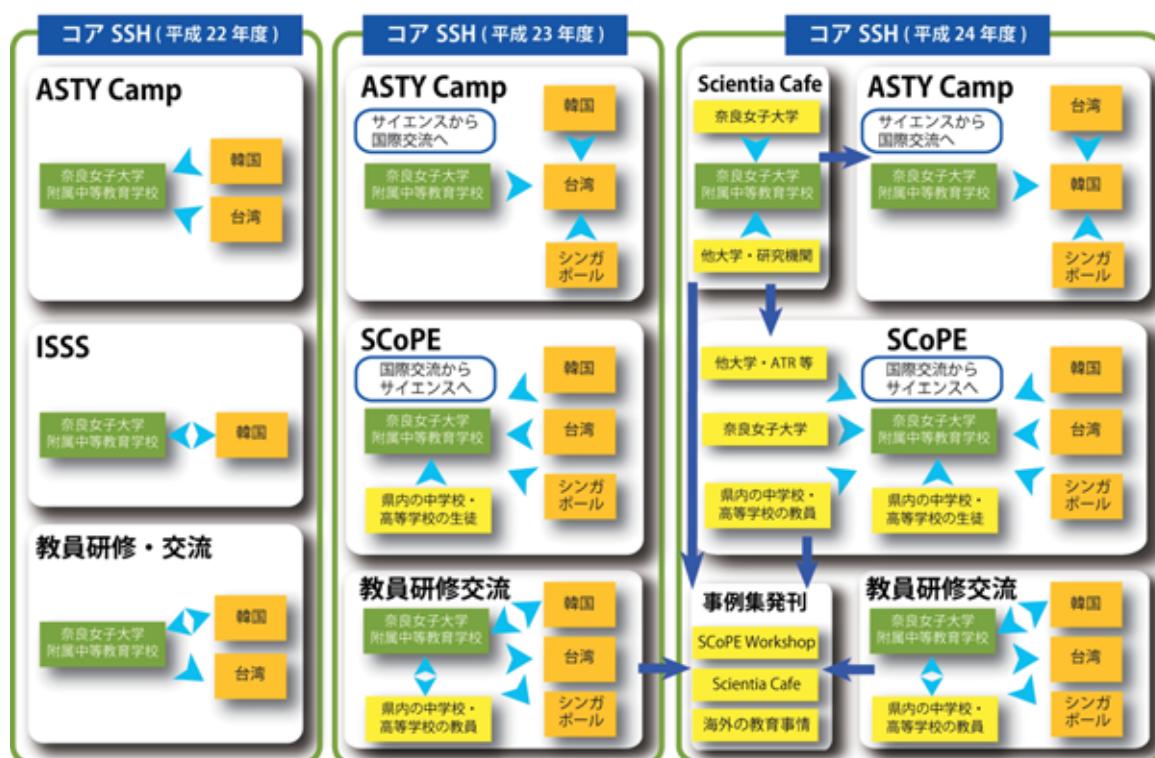 コア SSH ( 平成 22 年度 )
ASTY Camp
奈良女子大学
附属中等教育学校
韓国
台湾
ISSS
奈良女子大学
附属中等教育学校
韓国
教員研修・交流
奈良女子大学
附属中等教育学校
韓国
台湾
コア SSH ( 平成 23 年度 )
ASTY Camp
サイエンスから
国際交流へ
韓国
奈良女子大学
附属中等教育学校
台湾
シンガ
ポール
SCoPE
国際交流から
サイエンスへ
韓国
奈良女子大学
附属中等教育学校
台湾
県内の中学校・
高等学校の生徒
シンガ
ポール
教員研修交流
奈良女子大学
附属中等教育学校
韓国
台湾
県内の中学校・
高等学校の教員
シンガ
ポール
コア SSH ( 平成 24 年度 )
Scientia Cafe
奈良女子大学
奈良女子大学
附属中等教育学校
他大学・研究機関
ASTY Camp
サイエンスから
国際交流へ
台湾
奈良女子大学
附属中等教育学校
韓国
シンガ
ポール
SCoPE
他大学・ATR 等
国際交流から
サイエンスへ
韓国
奈良女子大学
奈良女子大学
附属中等教育学校
台湾
県内の中学校・
高等学校の教員
県内の中学校・
高等学校の生徒
シンガ
ポール
事例集発刊
SCoPE Workshop
Scientia Cafe
海外の教育事情
教員研修交流
奈良女子大学
附属中等教育学校
韓国
台湾
県内の中学校・
高等学校の教員
シンガ
ポール